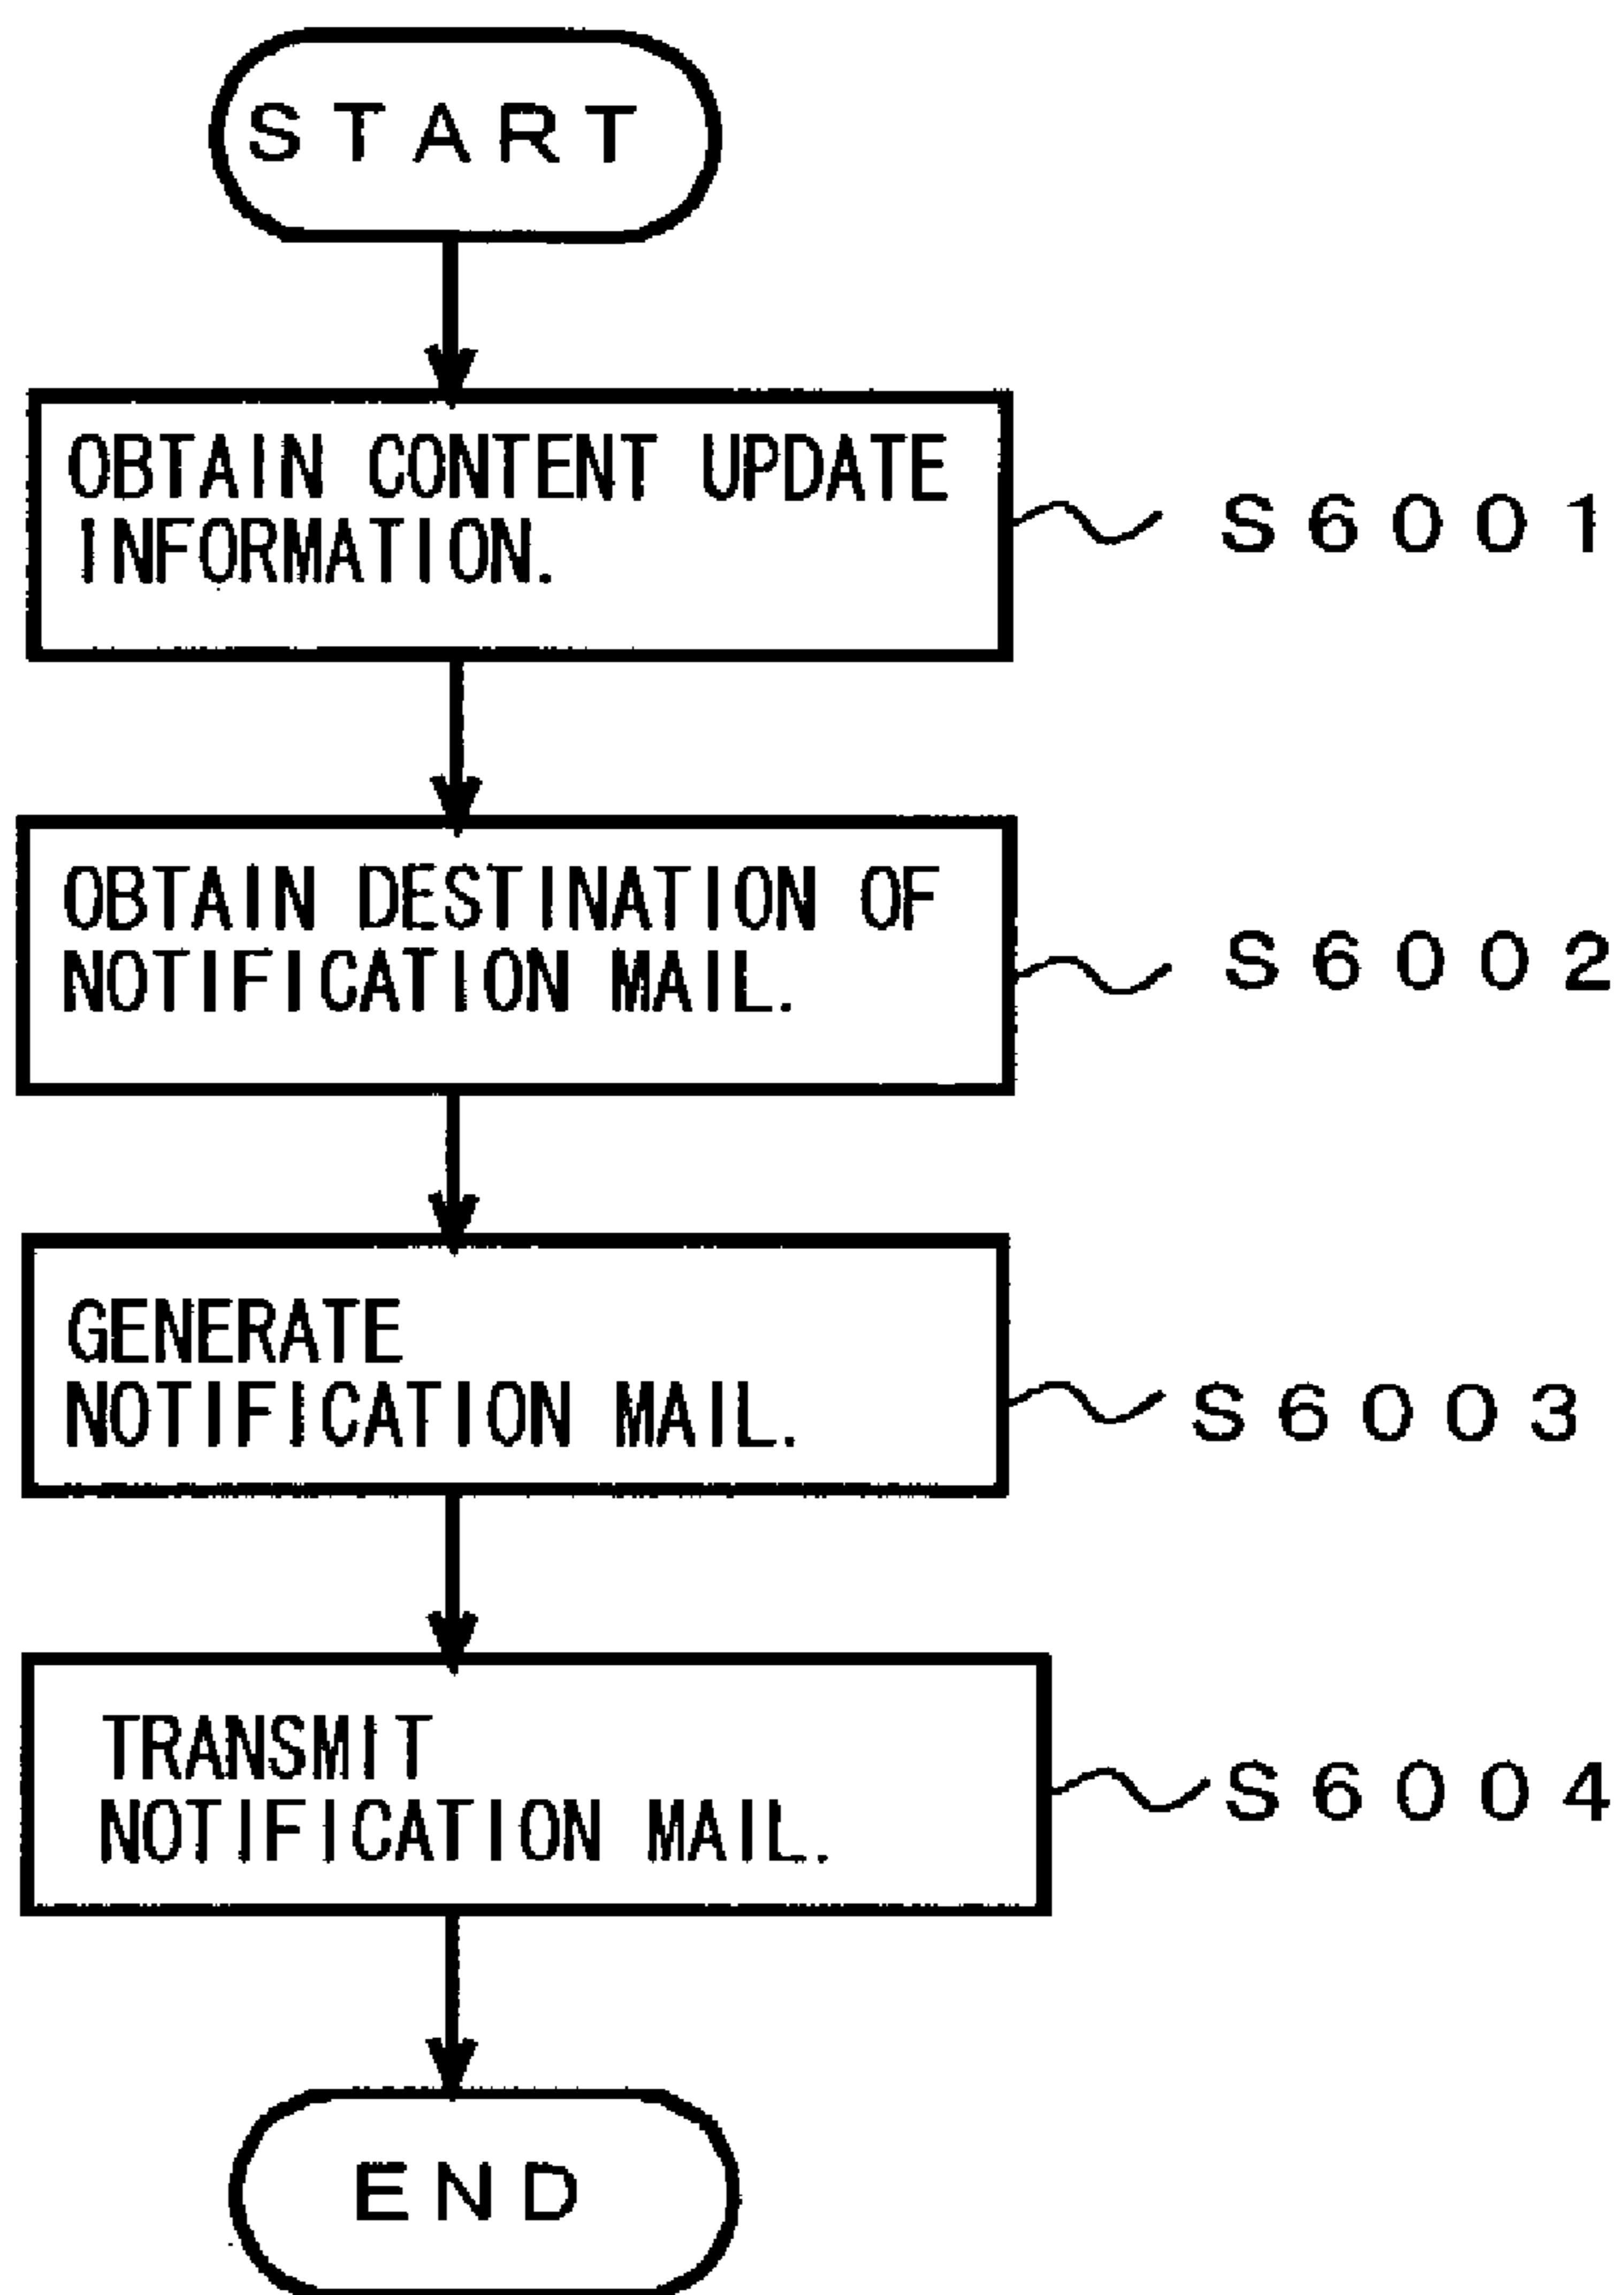 START
OBTAIN CONTENT UPDATE
INFORMATION.
S6001
OBTAIN DESTINATION OF
NOTIFICATION MAIL.
S6002
GENERATE
NOTIFICATION MAIL.
S6003
TRANSMIT
NOTIFICATION MAIL.
S6004
END